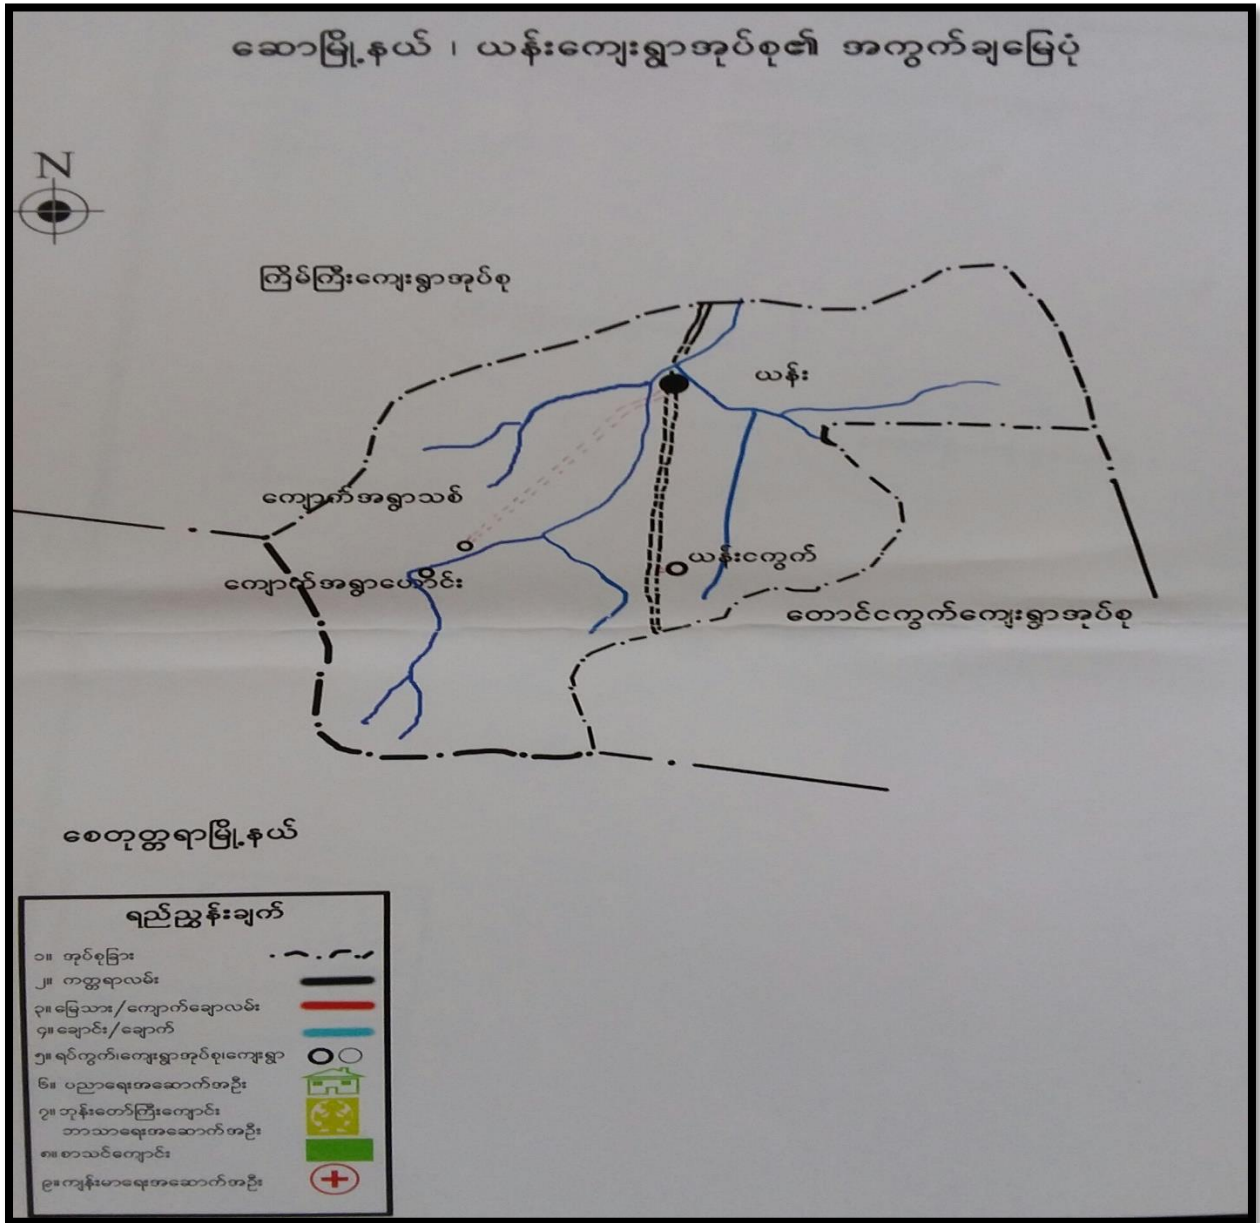 ဆောမြို့နယ် ၊ ယန်းကျေးရွာအုပ်စု၏ အကွက်ချမြေပုံ
N
ကြိမ်ကြီးကျေးရွာအုပ်စု
ယန်း
ကျောက်အရွာသစ်
ယန်းငကွက်
ကျောက်အရွာဟောင်း
တောင်ငကွက်ကျေးရွာအုပ်စု
စေတုတ္တရာမြို့နယ်
ရည်ညွှန်းချက်
၁။ အုပ်စုခြား
၂။ ကတ္တရာလမ်း
၃။ မြေသား/ကျောက်ချောလမ်း
၄။ ချောင်း/ချောက်
၅။ ရပ်ကွက်၊ကျေးရွာအုပ်စု၊ကျေးရွာ
၆။ ပညာရေးအဆောက်အဦး
၇။ ဘုန်းတော်ကြီးကျောင်း
ဘာသာရေးအဆောက်အဦး
၈။ စာသင်ကျောင်း
၉။ ကျန်းမာရေးအဆောက်အဦး